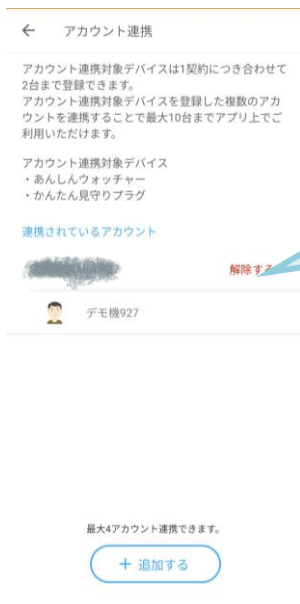 ← アカウント連携
アカウント連携対象デバイスは1契約につき合わせて
2台まで登録できます。
アカウント連携対象デバイスを登録した複数のアカ
ウントを連携することで最大10台までアプリ上でご
利用いただけます。
アカウント連携対象デバイス
・あんしんウォッチャー
・かんたん見守りプラグ
連携されているアカウント
解除する
デモ機927
最大4アカウント連携できます。
+ 追加する